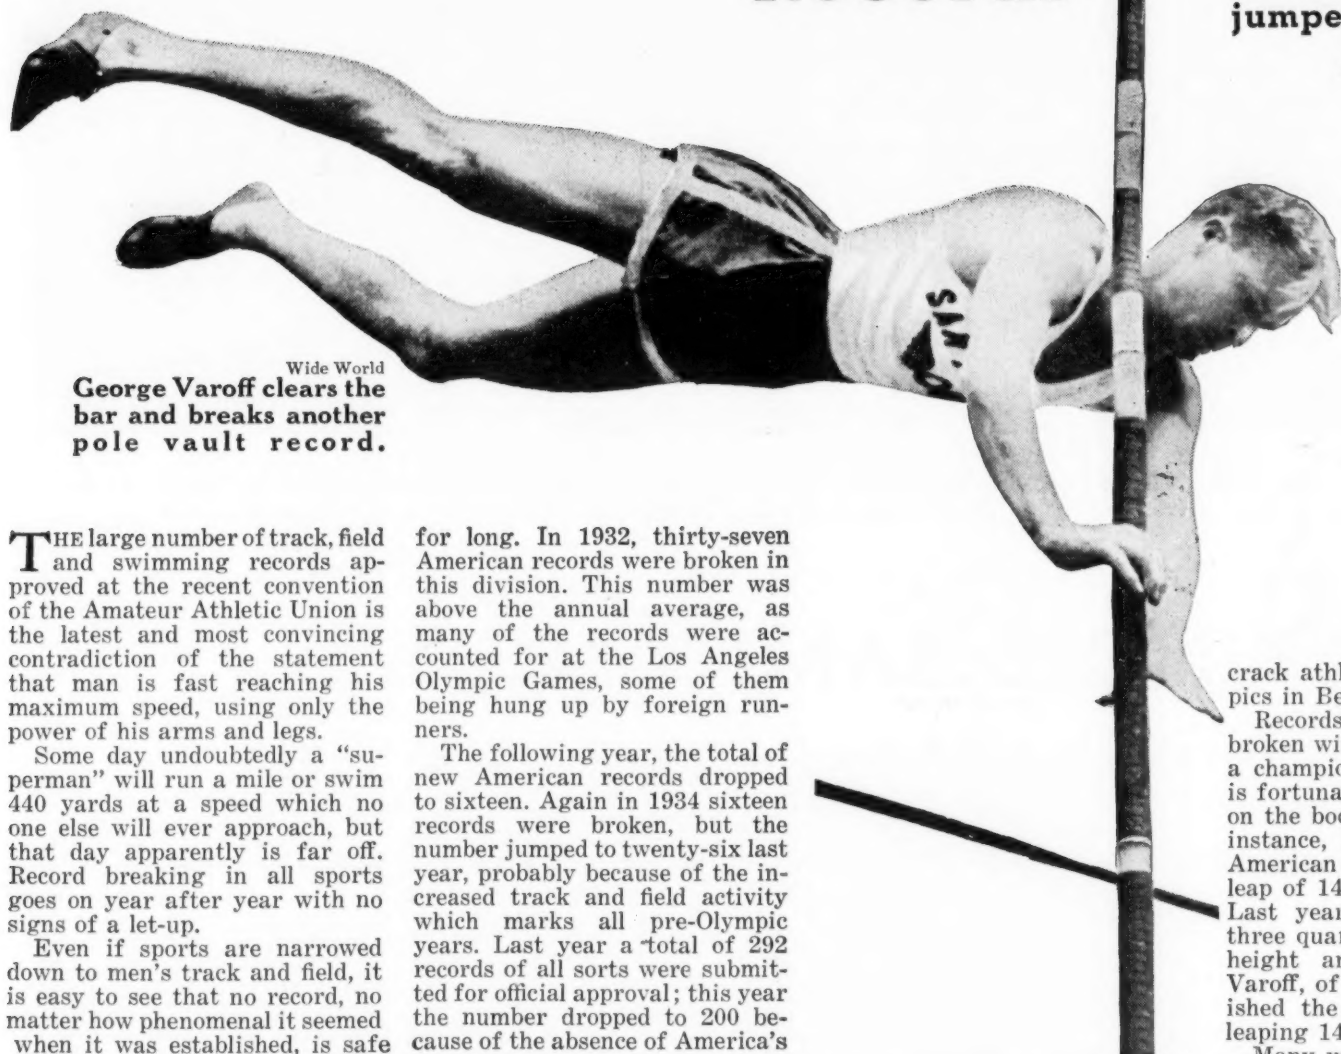 jumpe
Wide World
George Varoff clears the
bar and breaks another
pole vault record.
THE large number of track, field
and swimming records ap-
proved at the recent convention
of the Amateur Athletic Union is
the latest and most convincing
contradiction of the statement
that man is fast reaching his
maximum speed, using only the
power of his arms and legs.
Some day undoubtedly a “su-
perman” will run a mile or swim
440 yards at a speed which no
one else will ever approach, but
that day apparently is far off.
Record breaking in all sports
goes on year after year with no
signs of a let-up.
Even if sports are narrowed
down to men's track and field, it
is easy to see that no record, no
matter how phenomenal it seemed
when it was established, is safe
for long. In 1932, thirty-seven
American records were broken in
this division. This number was
above the annual average, as
many of the records were ac-
counted for at the Los Angeles
Olympic Games, some of them
being hung up by foreign run-
ners.
The following year, the total of
new American records dropped
to sixteen. Again in 1934 sixteen
records were broken, but the
number jumped to twenty-six last
year, probably because of the in-
creased track and field activity
which marks all pre-Olympic
years. Last year a total of 292
records of all sorts were submit-
ted for official approval; this year
the number dropped to 200 be-
cause of the absence of America's
crack athl
pics in Be
Records
broken wi
a champio
is fortuna
on the boo
instance,
American
leap of 14
Last year
three quar
height an
Varoff, of
ished the
leaping 14